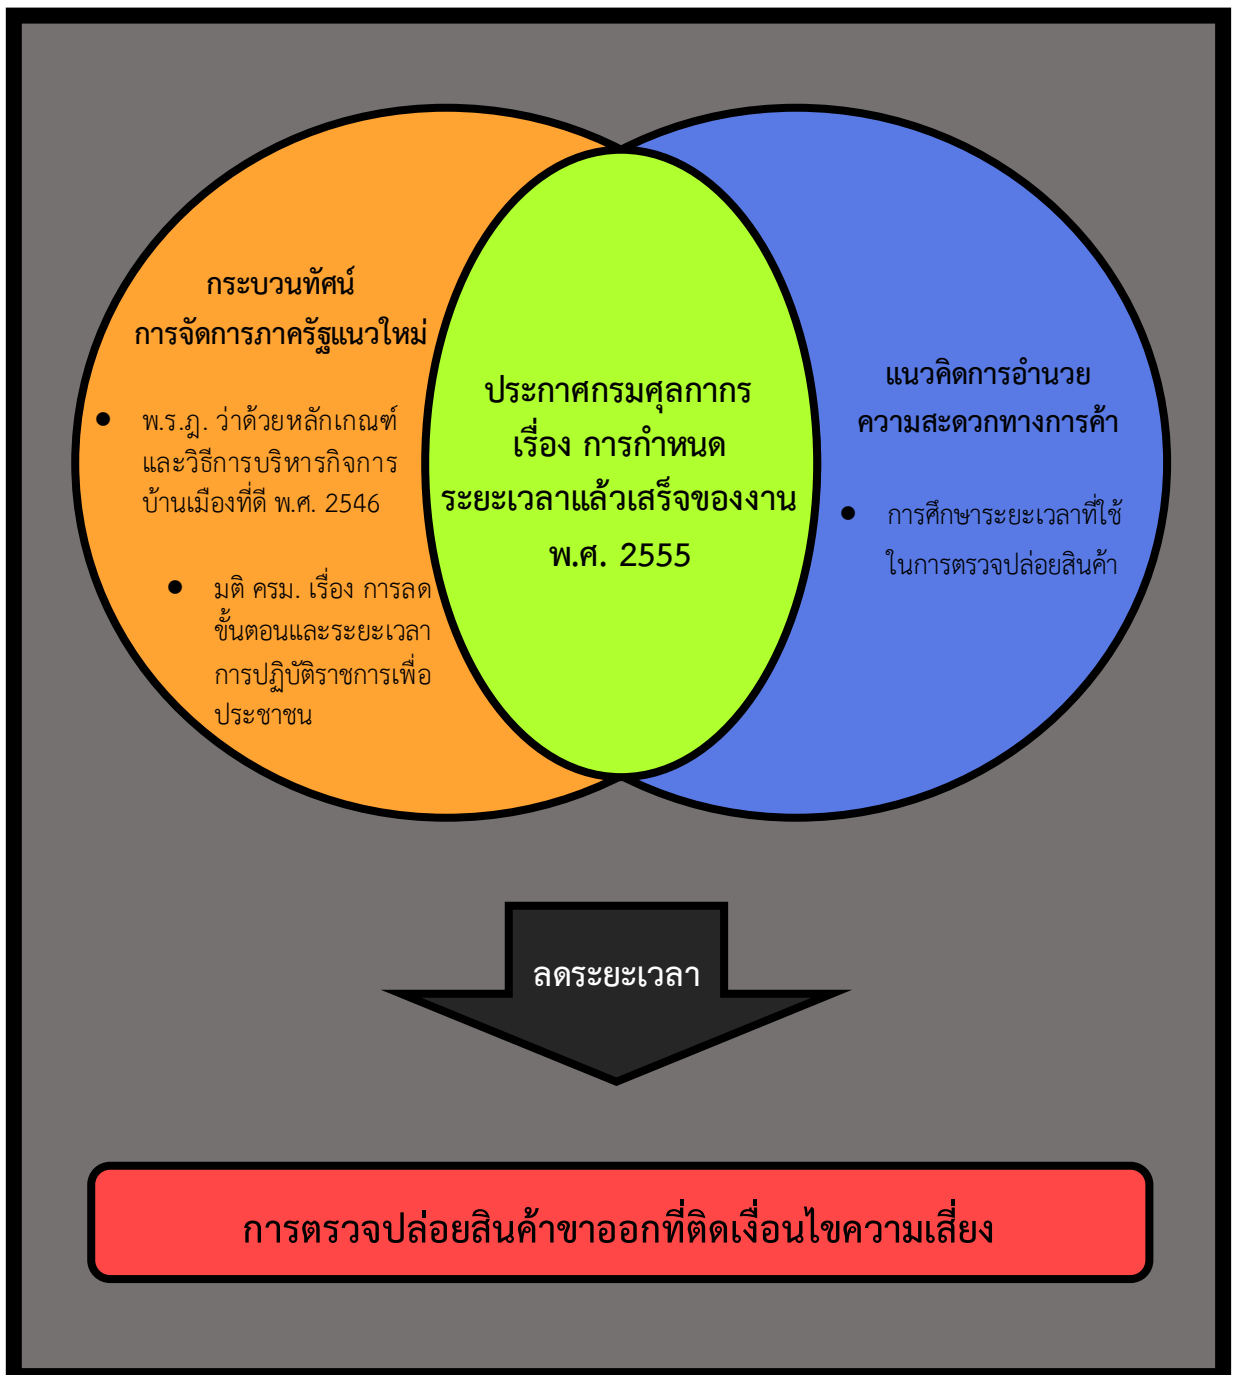 กระบวนทัศน์
การจัดการภาครัฐแนวใหม่
● พ.ร.ฎ. ว่าด้วยหลักเกณฑ์
และวิธีการบริหารกิจการ
บ้านเมืองที่ดี พ.ศ. 2546
● มติ ครม. เรื่อง การลด
ขั้นตอนและระยะเวลา
การปฏิบัติราชการเพื่อ
ประชาชน
ประกาศกรมศุลกากร
เรื่อง การกำหนด
ระยะเวลาแล้วเสร็จของงาน
พ.ศ. 2555
แนวคิดการอำนวย
ความสะดวกทางการค้า
● การศึกษาระยะเวลาที่ใช้
ในการตรวจปล่อยสินค้า
ลดระยะเวลา
การตรวจปล่อยสินค้าขาออกที่ติดเงื่อนไขความเสี่ยง